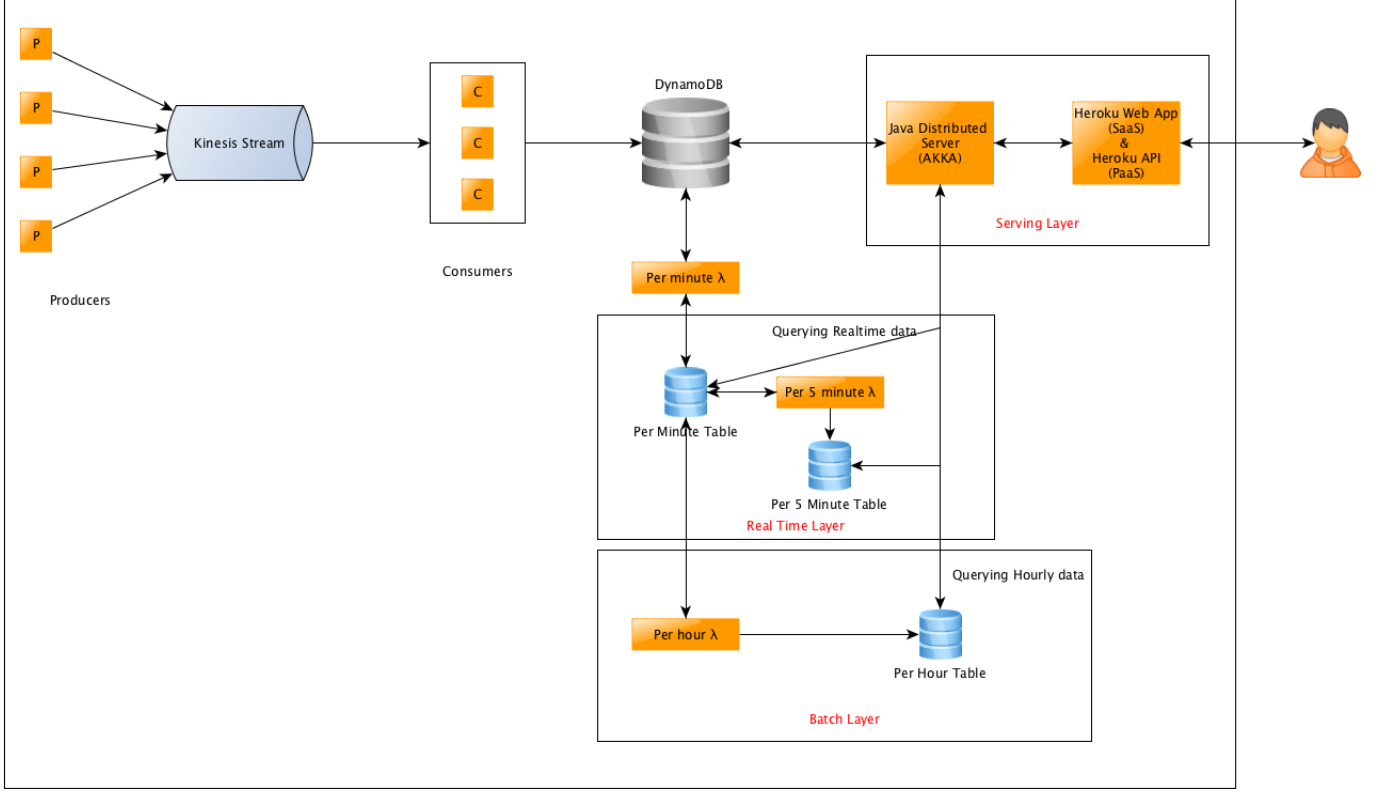 P
P
P
P
Producers
Kinesis Stream
C
C
C
Consumers
DynamoDB
Java Distributed
Server
(AKKA)
Heroku Web App
(SaaS)
&
Heroku API
(PaaS)
Serving Layer
Per minute λ
Querying Realtime data
Per 5 minute λ
Per Minute Table
Per 5 Minute Table
Real Time Layer
Querying Hourly data
Per hour λ
Per Hour Table
Batch Layer